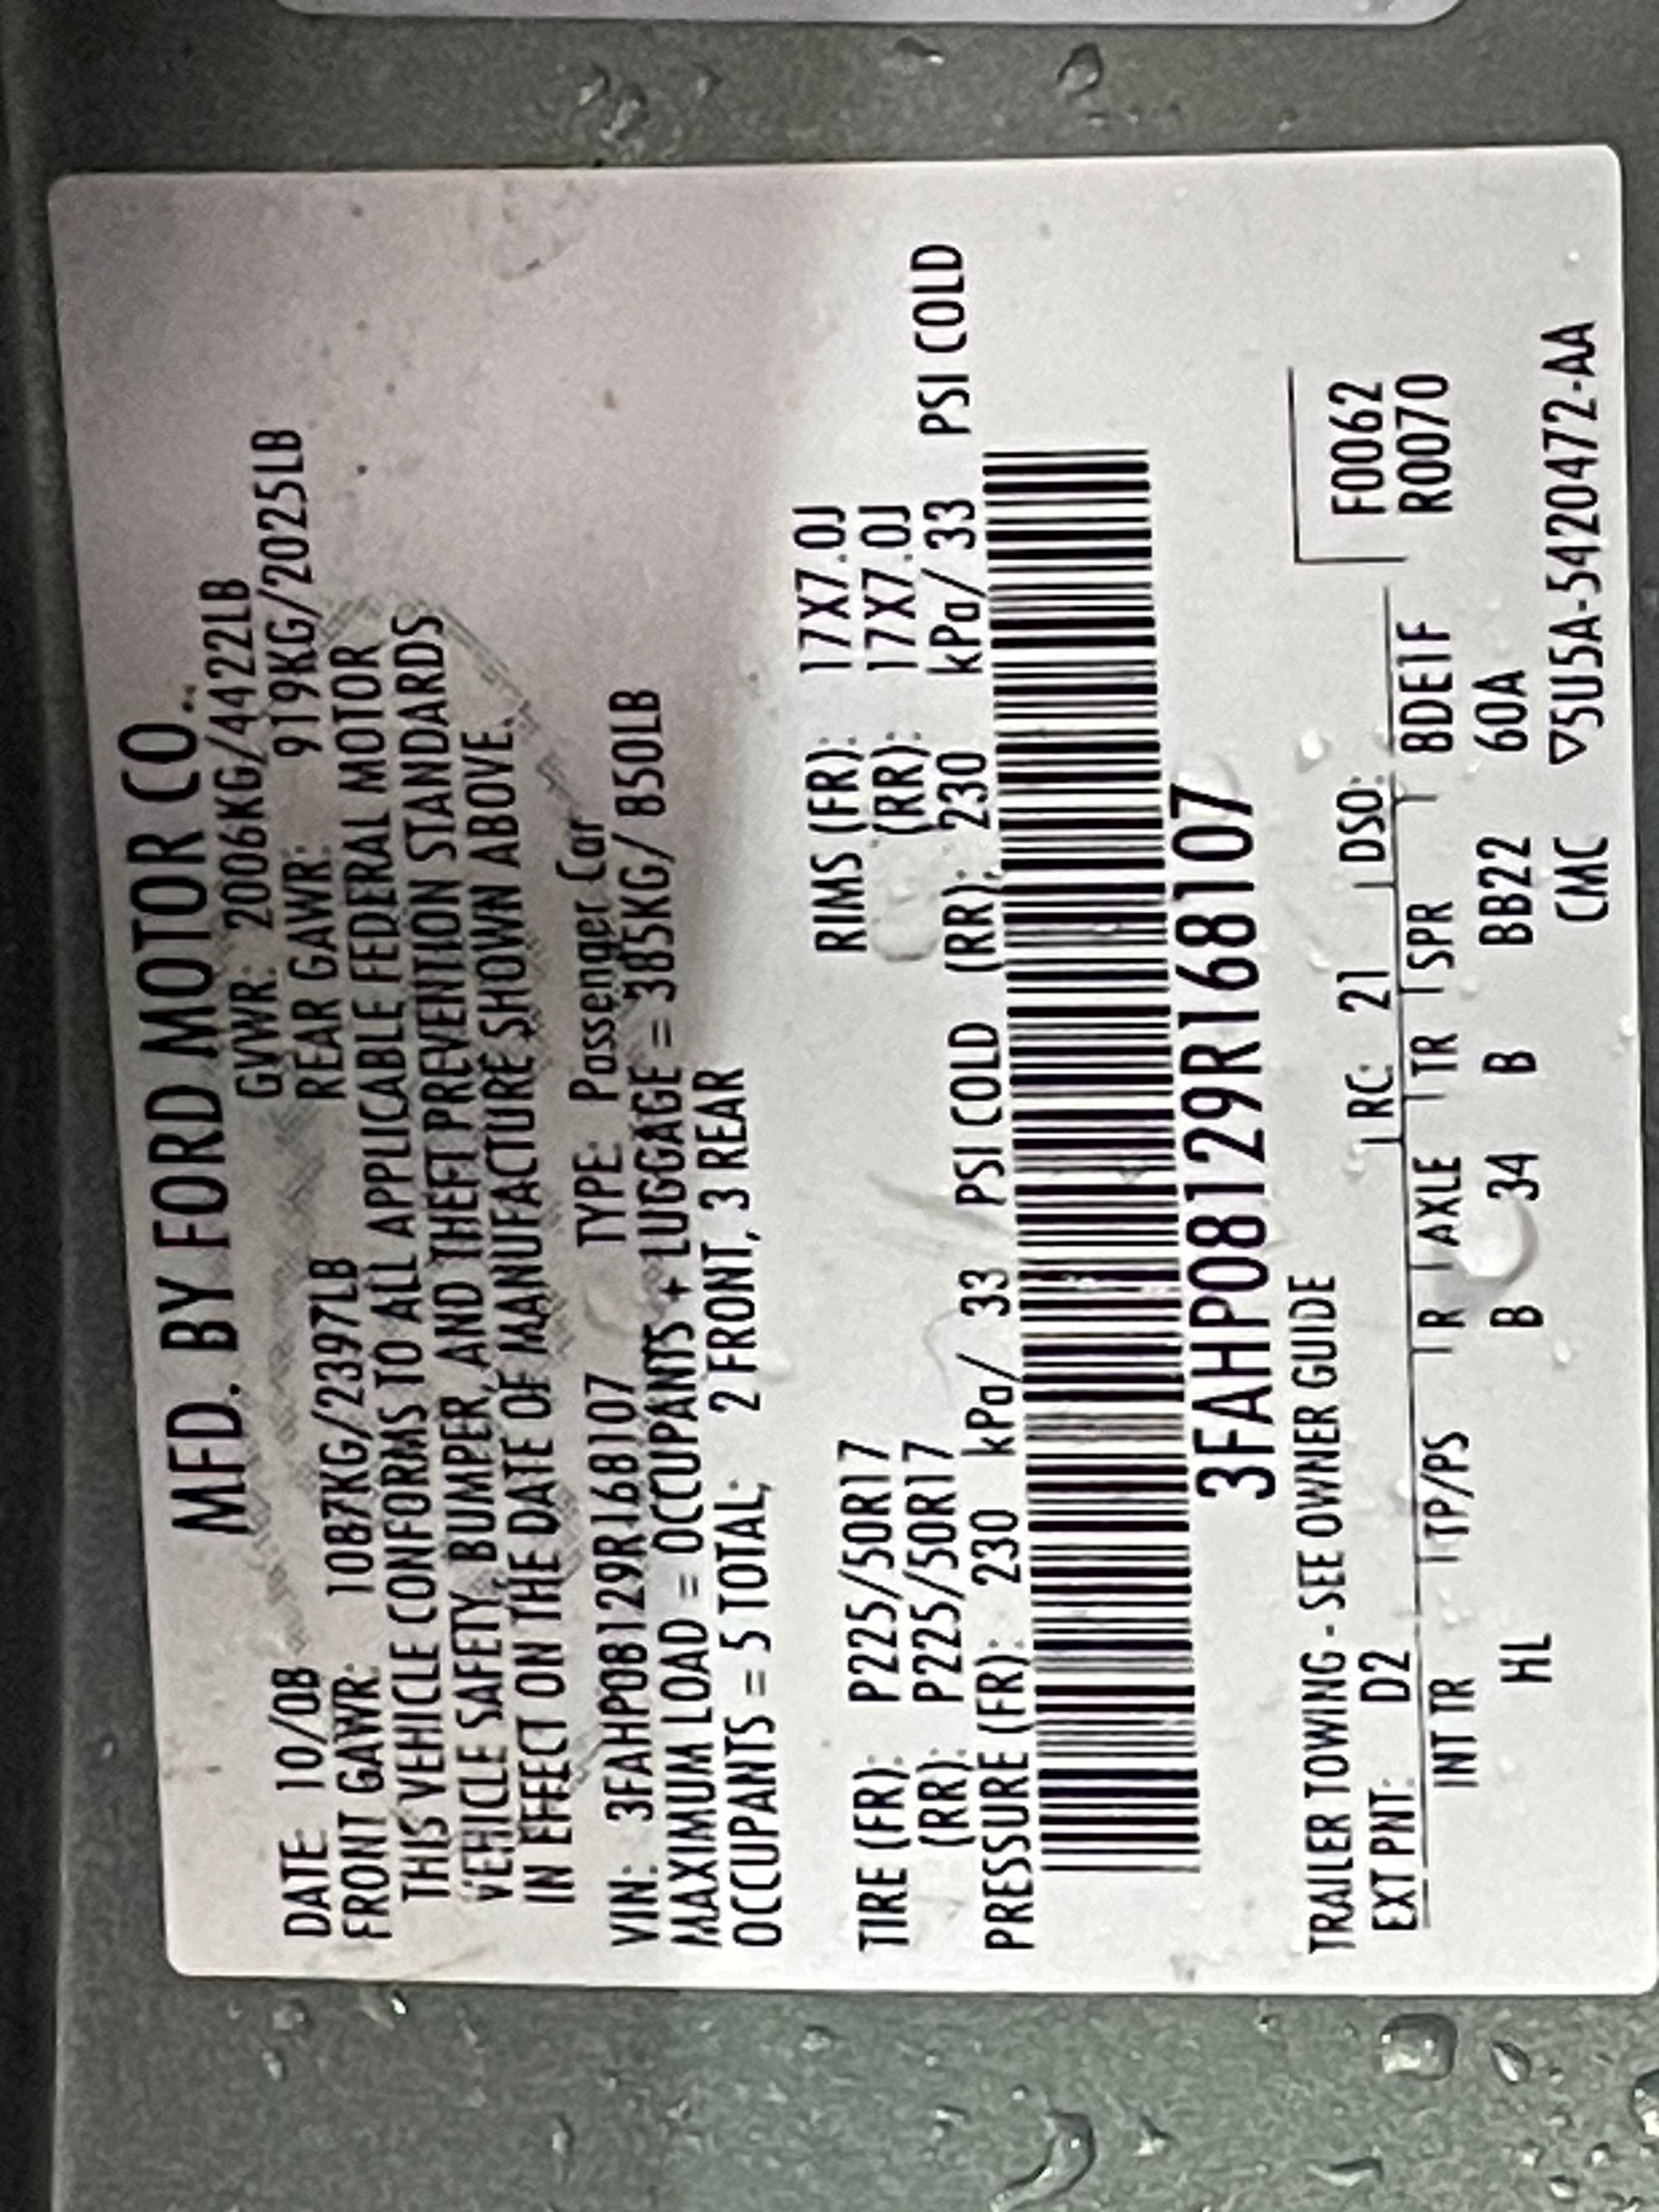 MFD. BY FORD MOTOR CO.
DATE: 10/08 GVWR: 2006KG/4422LB
FRONT GAWR: 1087KG/2397LB REAR GAWR: 919KG/2025LB
THIS VEHICLE CONFORMS TO ALL APPLICABLE FEDERAL MOTOR
VEHICLE SAFETY, BUMPER, AND THEFT PREVENTION STANDARDS
IN EFFECT ON THE DATE OF MANUFACTURE SHOWN ABOVE.
VIN: 3FAHP08129R168107 TYPE: Passenger Car
MAXIMUM LOAD = OCCUPANTS + LUGGAGE = 385KG/ 850LB
OCCUPANTS = 5 TOTAL; 2 FRONT, 3 REAR
TIRE (FR): P225/50R17 RIMS (FR): 17X7.0J
(RR): P225/50R17 (RR): 17X7.0J
PRESSURE (FR): 230 kPa/ 33 PSI COLD (RR): 230 kPa/ 33 PSI COLD
3FAHP08129R168107
TRAILER TOWING - SEE OWNER GUIDE
EXT PNT: D2 RC: 21 DSO: F0062
INT TR TP/PS R AXLE TR SPR 8DE1F R0070
HL B 34 B BB22 60A
CMC ▽5U5A-5420472-AA